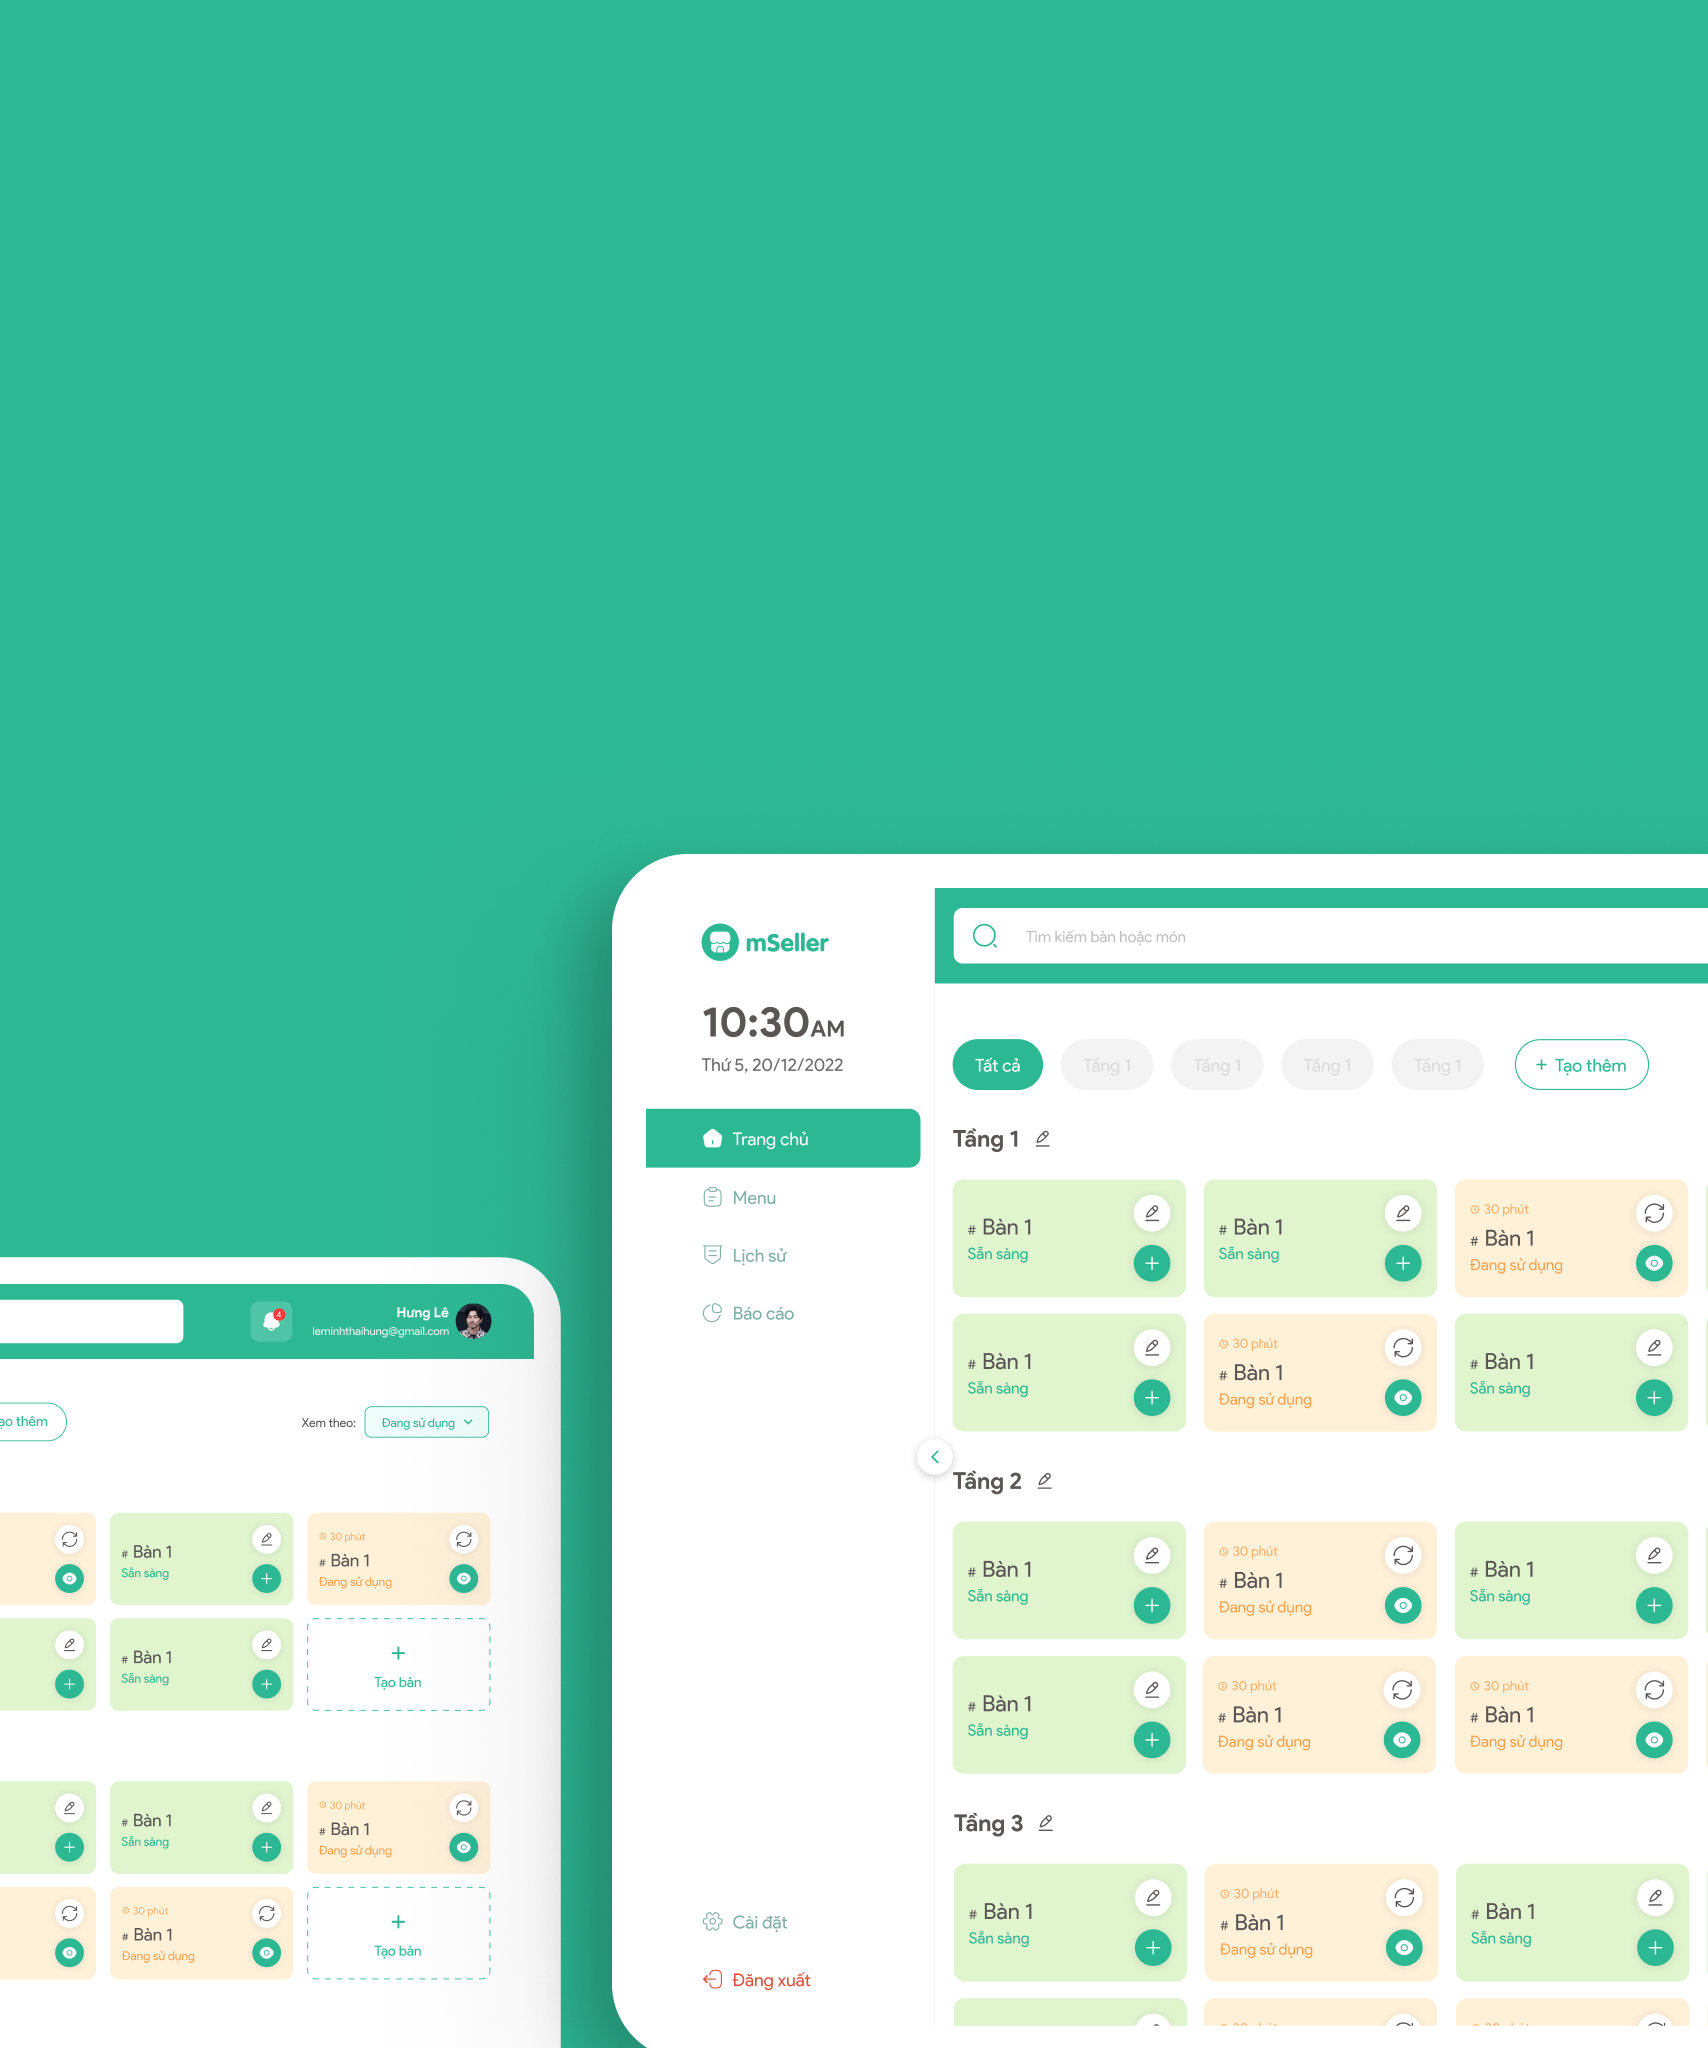 mSeller
10:30AM
Thứ 5, 20/12/2022
Trang chủ
Menu
Lịch sử
Báo cáo
Cài đặt
Đăng xuất
Tìm kiếm bàn hoặc món
Tất cả
Tầng 1
Tầng 1
Tầng 1
Tầng 1
+ Tạo thêm
Tầng 1
# Bàn 1
Sẵn sàng
# Bàn 1
Sẵn sàng
30 phút
# Bàn 1
Đang sử dụng
# Bàn 1
Sẵn sàng
30 phút
# Bàn 1
Đang sử dụng
# Bàn 1
Sẵn sàng
Tầng 2
# Bàn 1
Sẵn sàng
30 phút
# Bàn 1
Đang sử dụng
# Bàn 1
Sẵn sàng
# Bàn 1
Sẵn sàng
30 phút
# Bàn 1
Đang sử dụng
30 phút
# Bàn 1
Đang sử dụng
Tầng 3
# Bàn 1
Sẵn sàng
30 phút
# Bàn 1
Đang sử dụng
# Bàn 1
Sẵn sàng
4
Hưng Lê
leminhthaihung@gmail.com
ạo thêm
Xem theo:
Đang sử dụng
# Bàn 1
Sẵn sàng
30 phút
# Bàn 1
Đang sử dụng
# Bàn 1
Sẵn sàng
+
Tạo bàn
# Bàn 1
Sẵn sàng
30 phút
# Bàn 1
Đang sử dụng
30 phút
# Bàn 1
Đang sử dụng
+
Tạo bàn